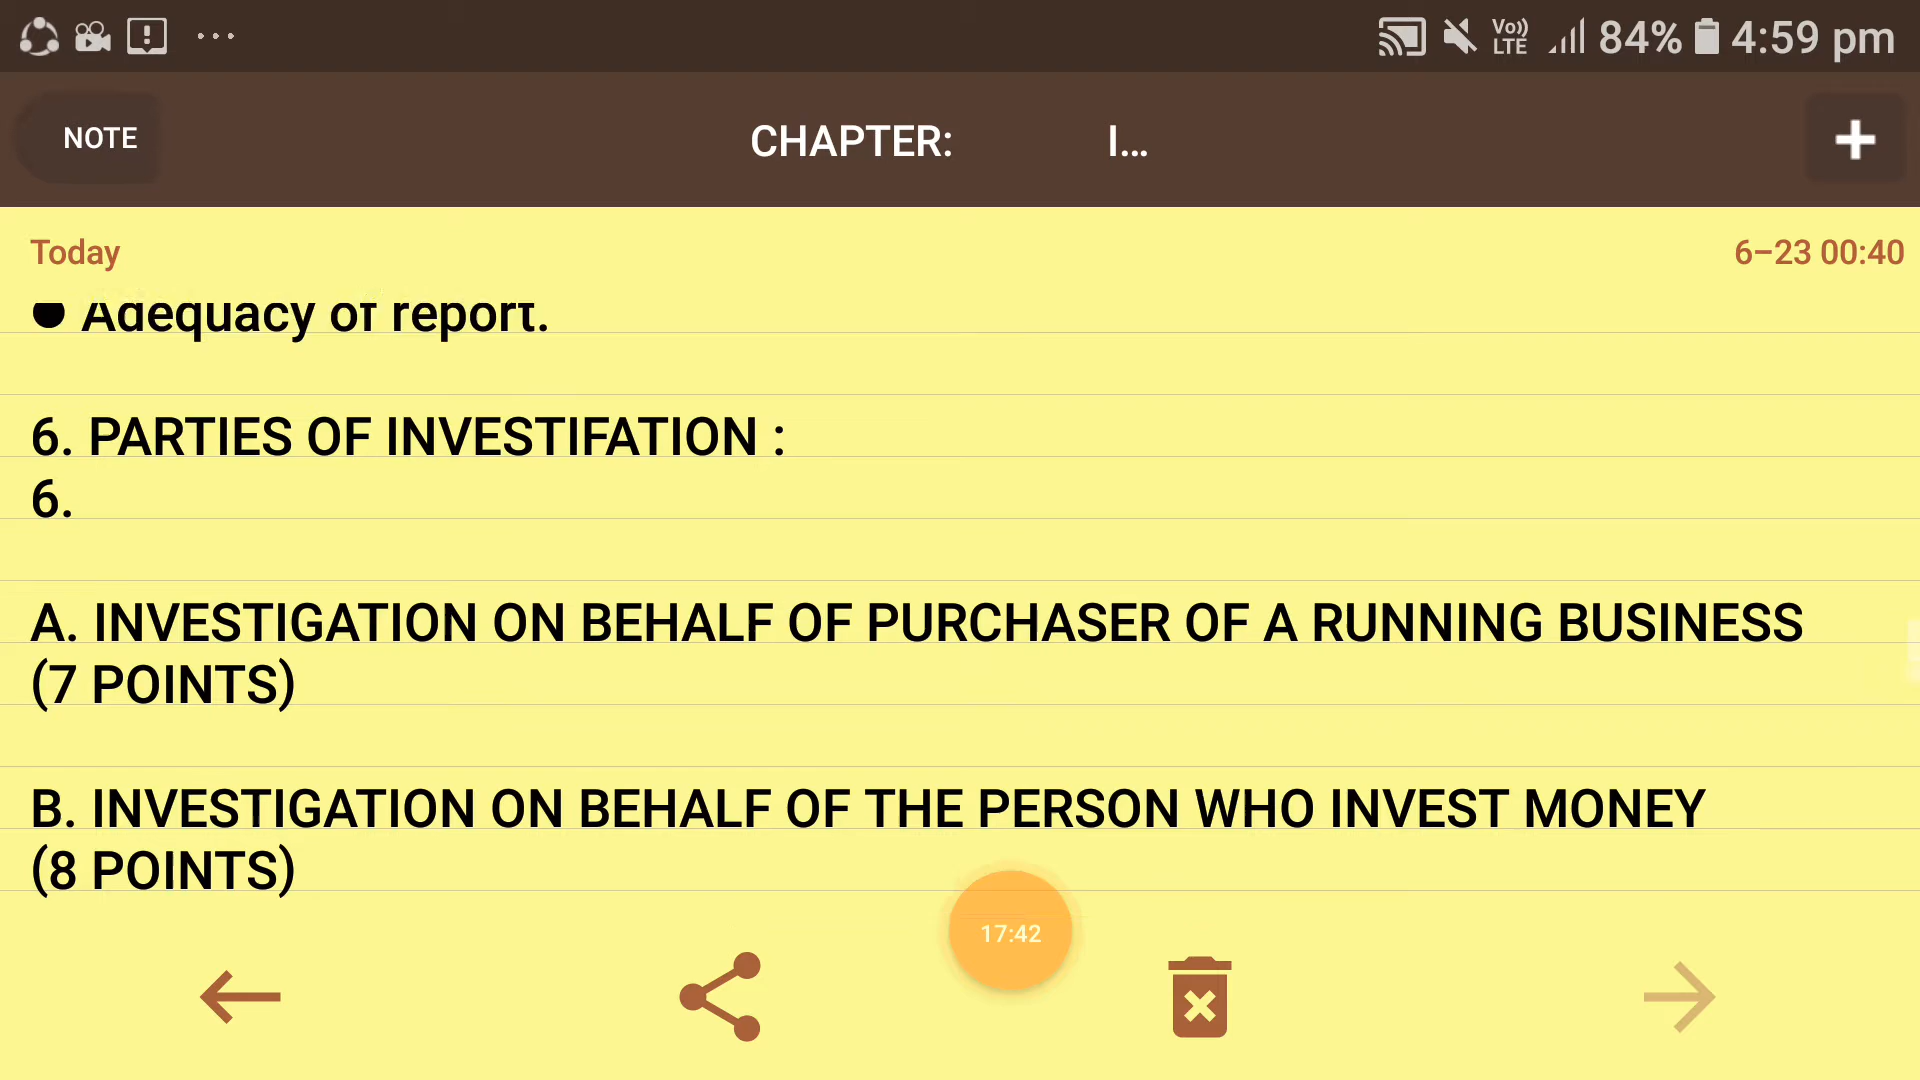 Vo)) LTE 84% 4:59 pm
NOTE
CHAPTER: I...
Today
6–23 00:40
● Adequacy of report.
6. PARTIES OF INVESTIFATION :
6.
A. INVESTIGATION ON BEHALF OF PURCHASER OF A RUNNING BUSINESS
(7 POINTS)
B. INVESTIGATION ON BEHALF OF THE PERSON WHO INVEST MONEY
(8 POINTS)
17:42